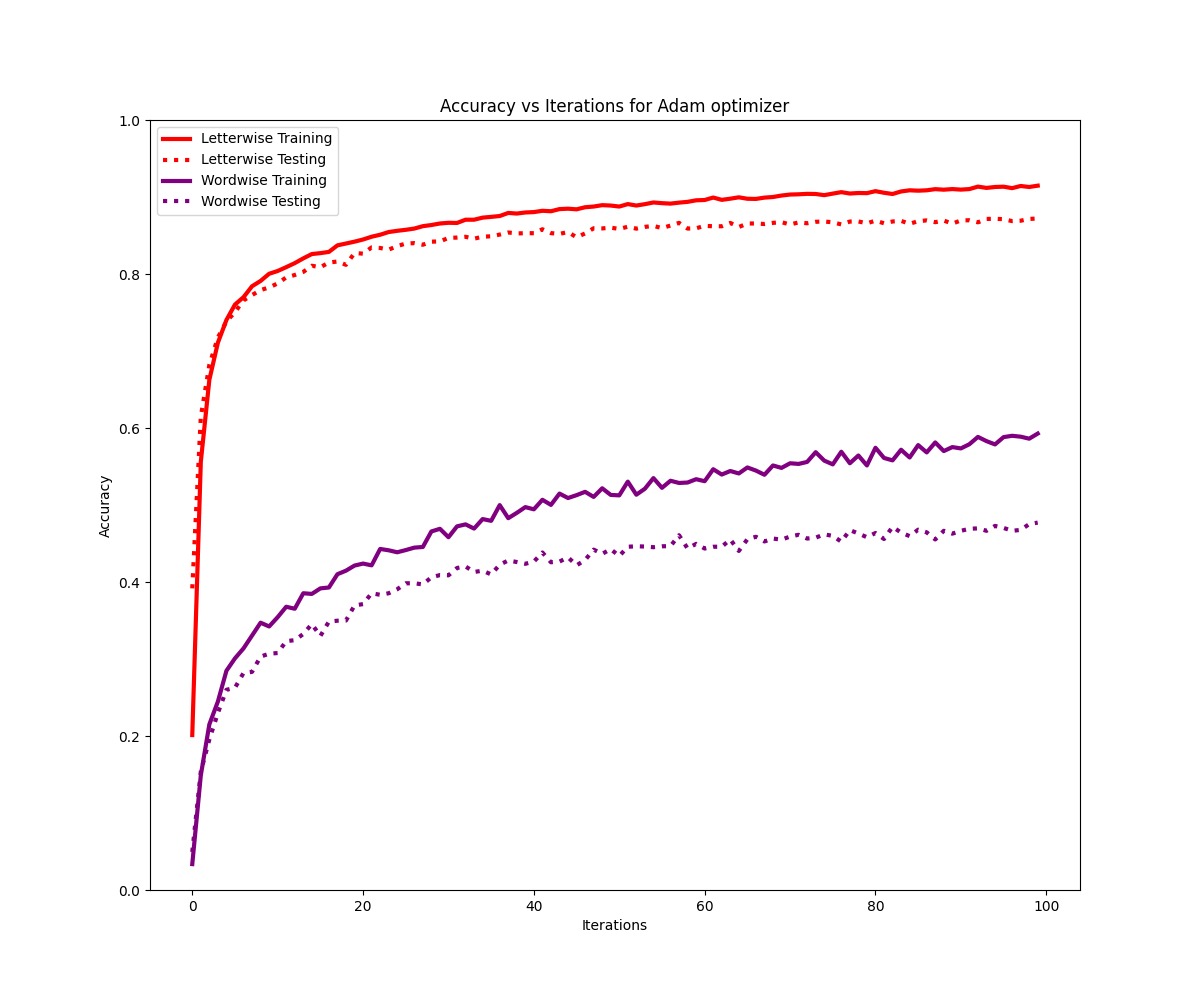 Accuracy vs Iterations for Adam optimizer
1.0
Letterwise Training
Letterwise Testing
Wordwise Training
Wordwise Testing
0.8
0.6
Accuracy
0.4
0.2
0.0
0 20 40 60 80 100
Iterations